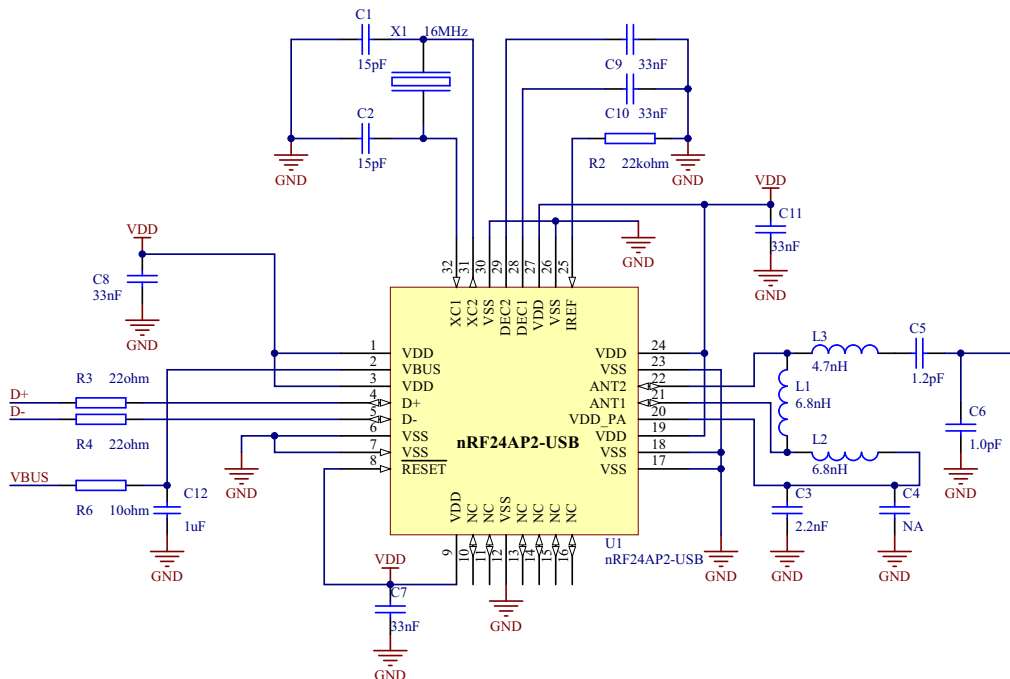 C1
X1 16MHz
15pF
C2
15pF
GND
C9 33nF
C10 33nF
R2 22kohm
GND
VDD
C11
33nF
GND
GND
VDD
C8
33nF
GND
32 31 30 29 28 27 26 25
XC1 XC2 VSS DEC2 DEC1 VDD VSS IREF
1 VDD
2 VBUS
3 VDD
4 D+
5 D-
6 VSS
7 VSS
8 RESET
VDD 24
VSS 23
ANT2 22
ANT1 21
VDD_PA 20
VDD 19
VSS 18
VSS 17
nRF24AP2-USB
VDD NC NC VSS NC NC NC NC
9 10 11 12 13 14 15 16
U1
nRF24AP2-USB
D+
R3 22ohm
D-
R4 22ohm
GND
VBUS
R6 10ohm
C12
1uF
GND
VDD
C7
33nF
GND
GND
GND
L3
4.7nH
C5
1.2pF
L1
6.8nH
L2
6.8nH
C6
1.0pF
GND
C3
2.2nF
GND
C4
NA
GND